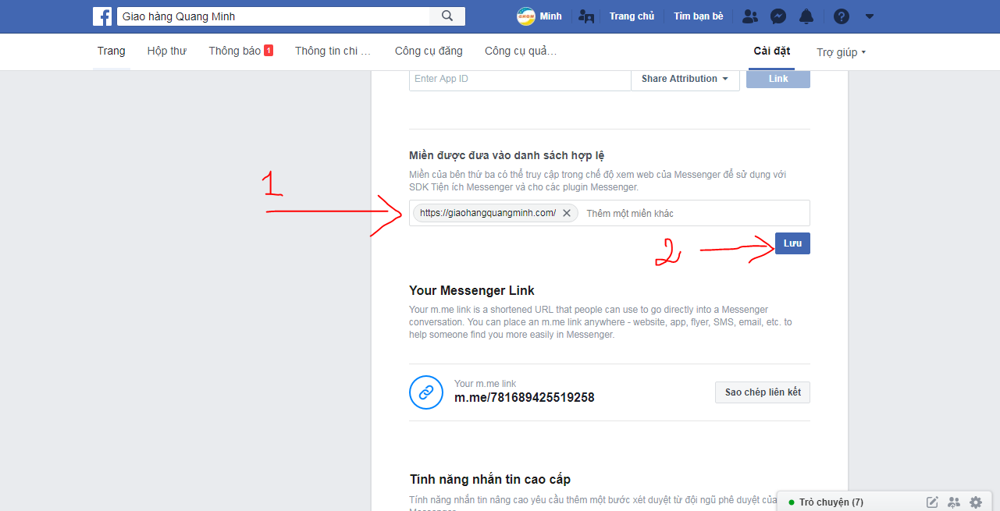 Giao hàng Quang Minh
Minh
Trang chủ
Tìm bạn bè
Trang
Hộp thư
Thông báo 1
Thông tin chi ...
Công cụ đăng
Công cụ quả...
Cài đặt
Trợ giúp
Enter App ID
Share Attribution
Link
Miền được đưa vào danh sách hợp lệ
Miền của bên thứ ba có thể truy cập trong chế độ xem web của Messenger để sử dụng với
SDK Tiện ích Messenger và cho các plugin Messenger.
1
https://giaohangquangminh.com/
Thêm một miền khác
2
Lưu
Your Messenger Link
Your m.me link is a shortened URL that people can use to go directly into a Messenger
conversation. You can place an m.me link anywhere - website, app, flyer, SMS, email, etc. to
help someone find you more easily in Messenger.
Your m.me link
m.me/781689425519258
Sao chép liên kết
Tính năng nhắn tin cao cấp
Tính năng nhắn tin nâng cao yêu cầu thêm một bước xét duyệt từ đội ngũ phê duyệt của
Messenger
Trò chuyện (7)